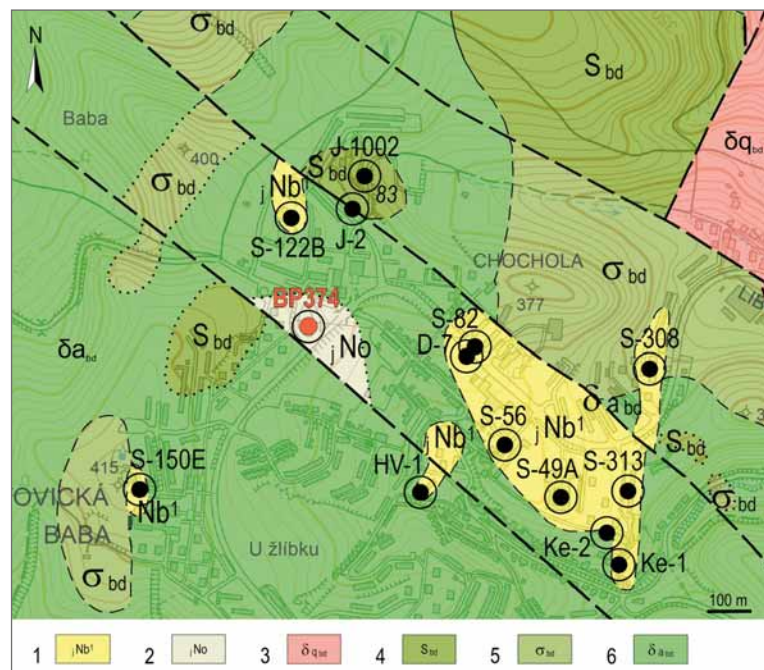 σbd
N
Sbd
Baba
J-1002
δqbd
400
Sbd
σbd
jNb¹
83
S-122B
J-2
CHOCHOLA
σbd
BP374
377
LIB
S-82
S-308
Sbd
jNo
D-7
δabd
δabd
S-56
jNb¹
Nb¹
Sbd
415
S-150E
HV-1
S-49A
S-313
OVICKÁ
Nb¹
σbd
BABA
Ke-2
U žlíbku
Ke-1
σbd
100 m
1 jNb¹ 2 jNo 3 δqbd 4 Sbd 5 σbd 6 δabd